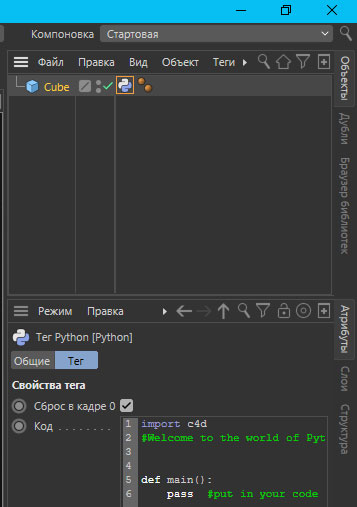 Компоновка Стартовая
Файл Правка Вид Объект Теги
Cube
Объекты
Дубли
Браузер библиотек
Режим Правка
Тег Python [Python]
Общие Тег
Свойства тега
Сброс в кадре 0
Код . . . . . . . .
1 import c4d
2 #Welcome to the world of Pyt
3
4
5 def main():
6 pass #put in your code
Атрибуты
Слои
Структура